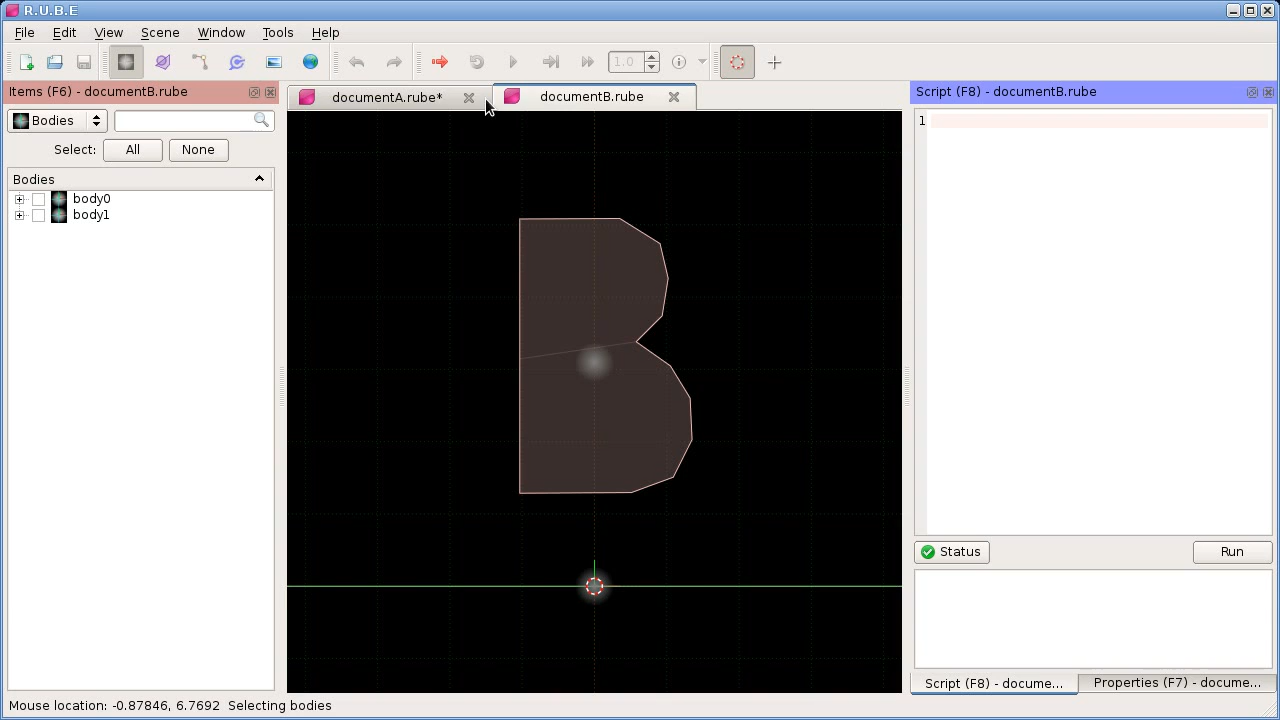 R.U.B.E
File Edit View Scene Window Tools Help
1.0
Items (F6) - documentB.rube
documentA.rube*
documentB.rube
Script (F8) - documentB.rube
Bodies
Select: All None
Bodies
body0
body1
1
Status
Run
Script (F8) - docume...
Properties (F7) - docume...
Mouse location: -0.87846, 6.7692 Selecting bodies